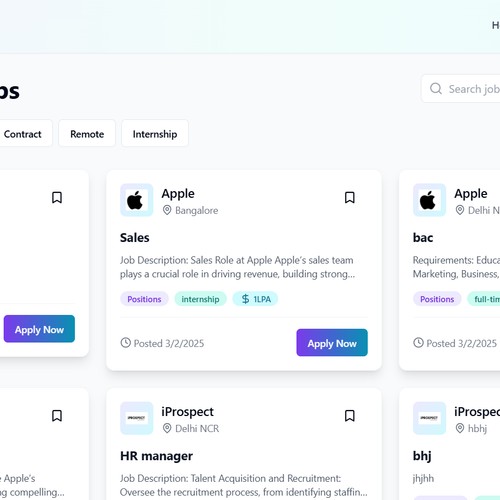 H
bs
Search job
Contract
Remote
Internship
Apple
Bangalore
Sales
Job Description: Sales Role at Apple Apple's sales team
plays a crucial role in driving revenue, building strong...
Positions
internship
$ 1LPA
Posted 3/2/2025
Apply Now
Apply Now
Apple
Delhi N
bac
Requirements: Educa
Marketing, Business,
Positions
full-tim
Posted 3/2/2025
e Apple's
ng compelling...
iProspect
iProspect
Delhi NCR
HR manager
Job Description: Talent Acquisition and Recruitment:
Oversee the recruitment process, from identifying staffin...
iProspec
hbhj
bhj
jhjhh